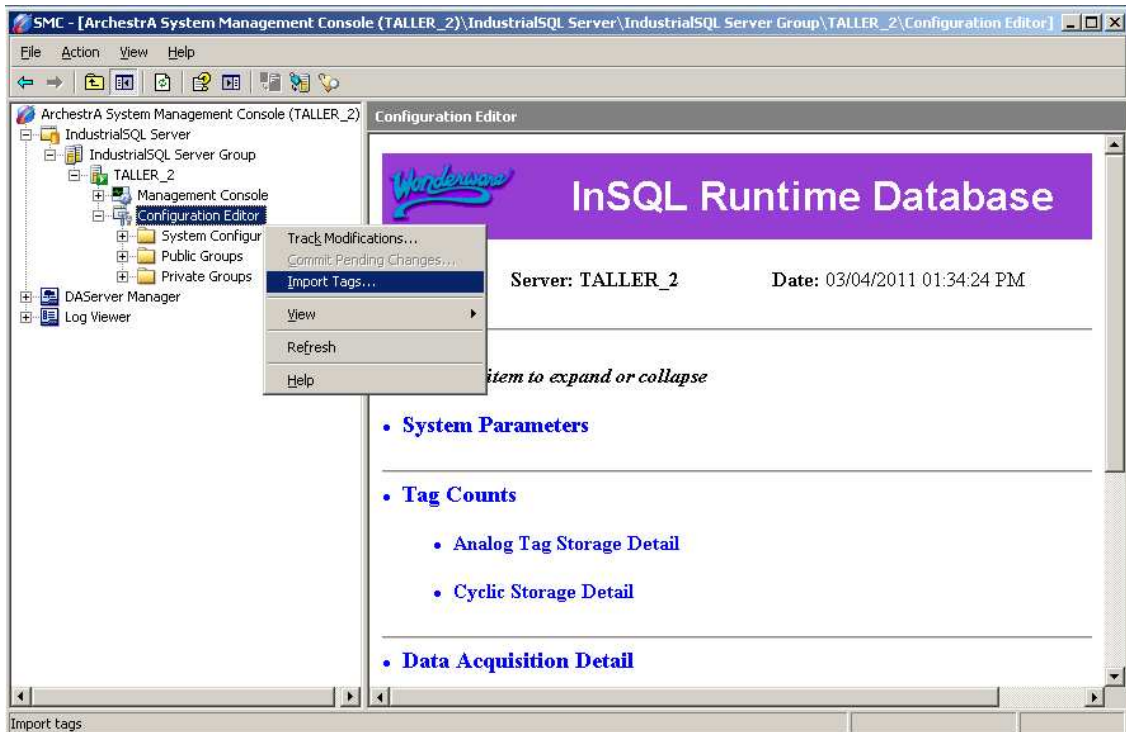 SMC - [ArchestrA System Management Console (TALLER_2)\IndustrialSQL Server\IndustrialSQL Server Group\TALLER_2\Configuration Editor]
File Action View Help
ArchestrA System Management Console (TALLER_2)
IndustrialSQL Server
IndustrialSQL Server Group
TALLER_2
Management Console
Configuration Editor
System Configur
Public Groups
Private Groups
DAServer Manager
Log Viewer
Track Modifications...
Commit Pending Changes...
Import Tags...
View
Refresh
Help
Configuration Editor
Wonderware
InSQL Runtime Database
Server: TALLER_2 Date: 03/04/2011 01:34:24 PM
item to expand or collapse
• System Parameters
• Tag Counts
• Analog Tag Storage Detail
• Cyclic Storage Detail
• Data Acquisition Detail
Import tags